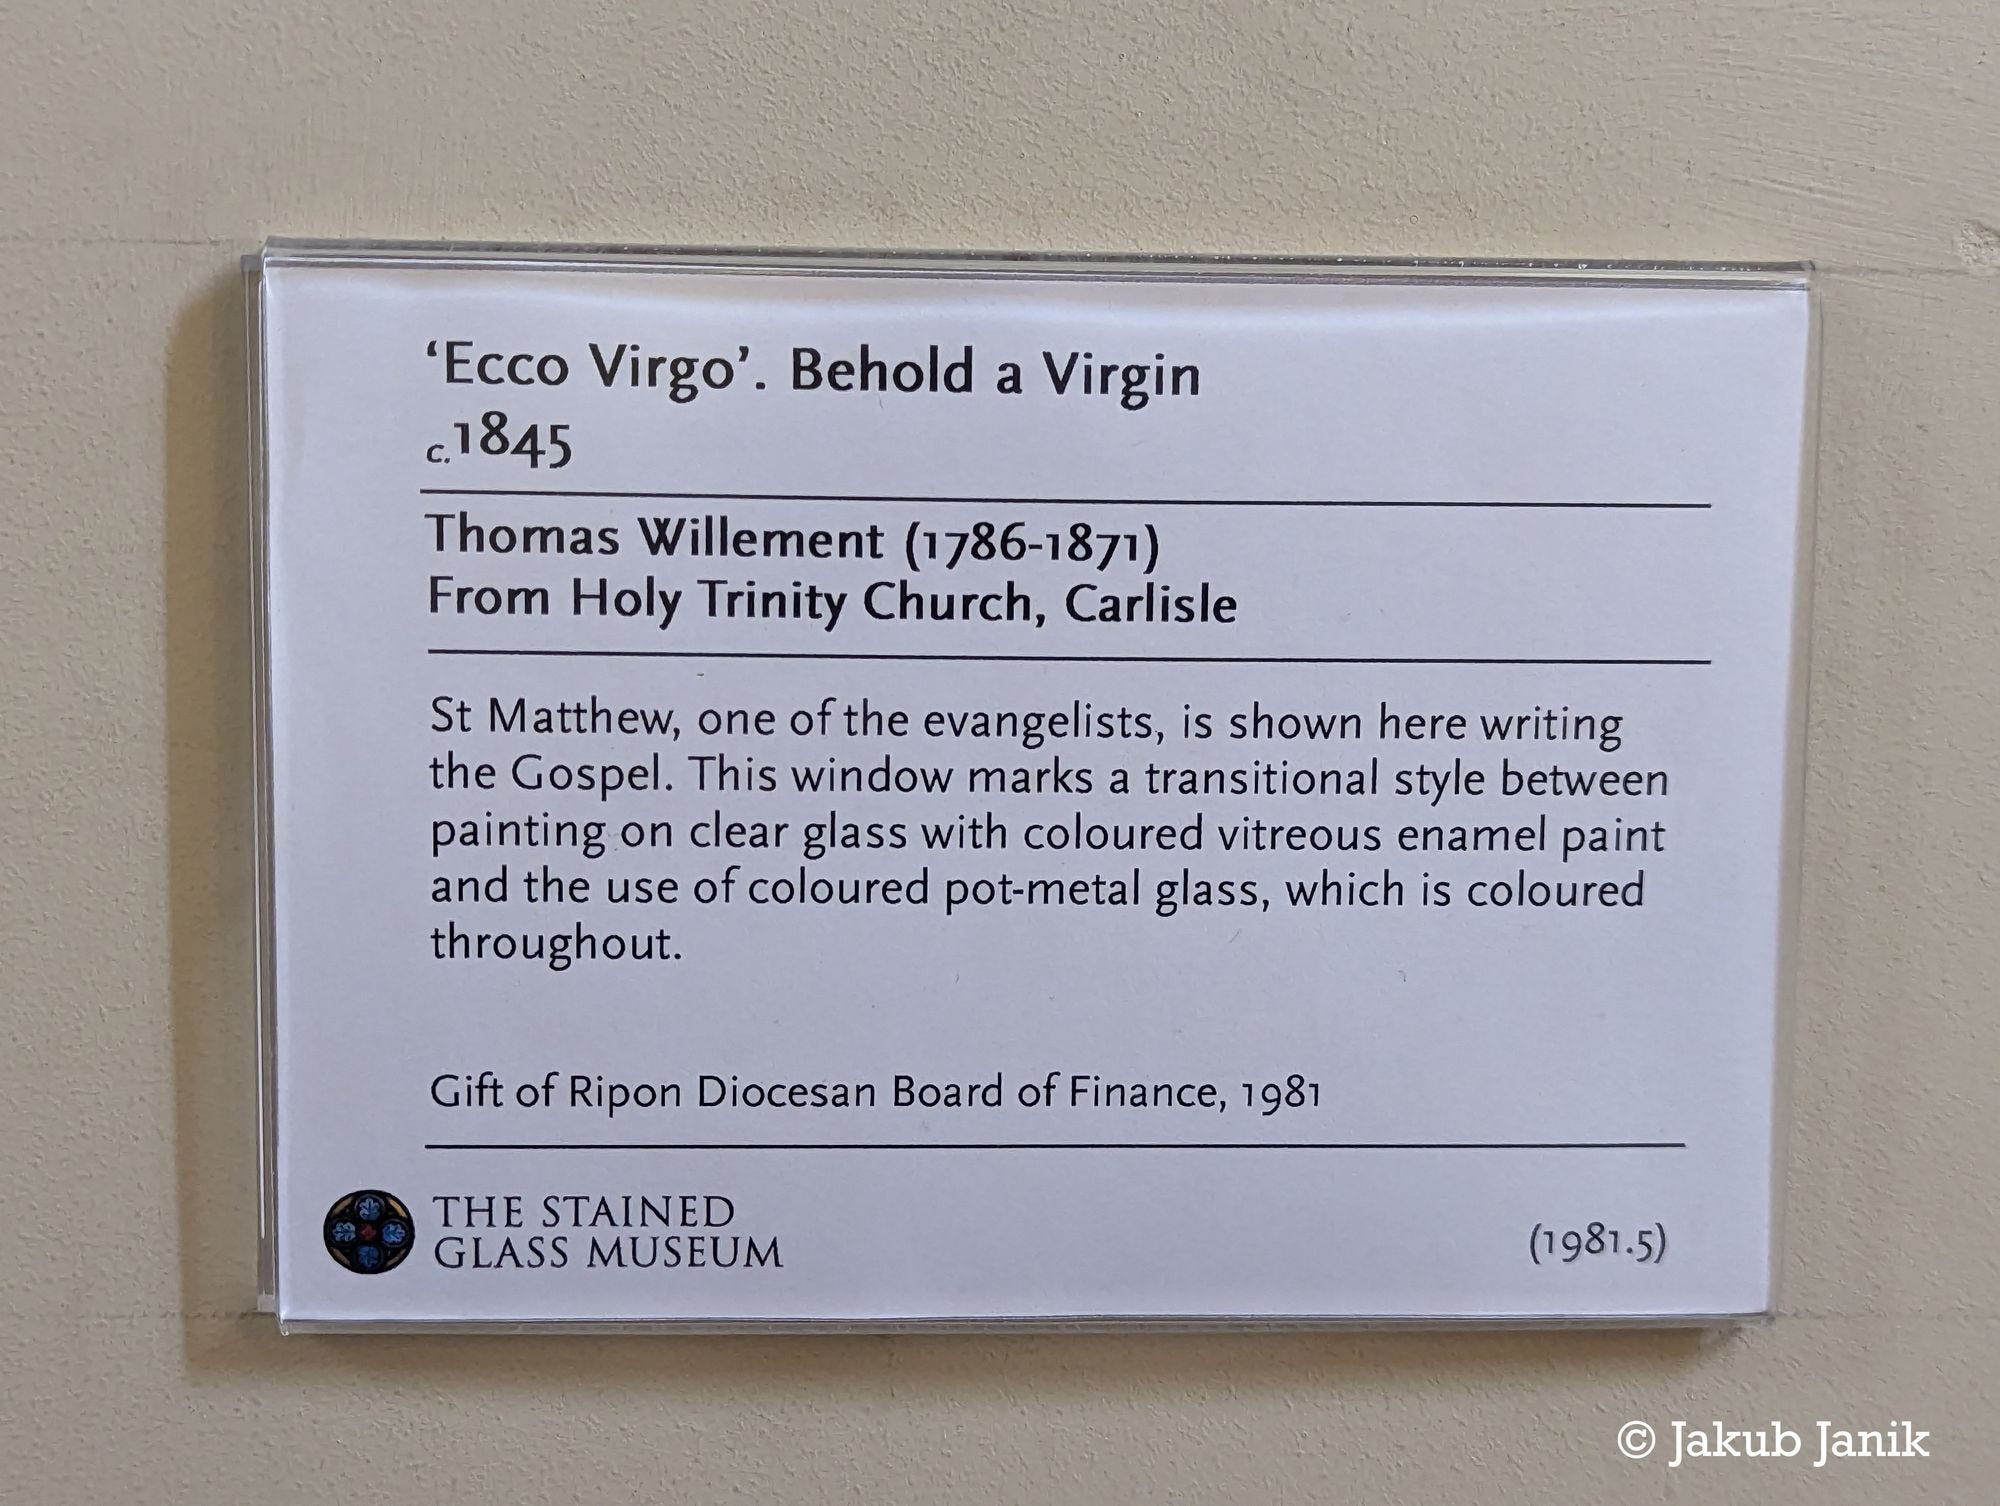 ‘Ecco Virgo’. Behold a Virgin
c.1845
Thomas Willement (1786-1871)
From Holy Trinity Church, Carlisle
St Matthew, one of the evangelists, is shown here writing
the Gospel. This window marks a transitional style between
painting on clear glass with coloured vitreous enamel paint
and the use of coloured pot-metal glass, which is coloured
throughout.
Gift of Ripon Diocesan Board of Finance, 1981
THE STAINED
GLASS MUSEUM
(1981.5)
© Jakub Janik